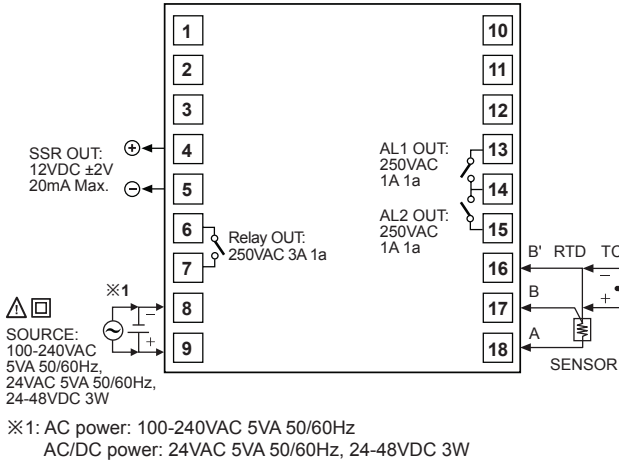 1
2
3
4
5
6
7
8
9
10
11
12
13
14
15
16
17
18
SSR OUT:
12VDC ±2V
20mA Max.
+
−
Relay OUT:
250VAC 3A 1a
AL1 OUT:
250VAC
1A 1a
AL2 OUT:
250VAC
1A 1a
※1
−
+
SOURCE:
100-240VAC
5VA 50/60Hz,
24VAC 5VA 50/60Hz,
24-48VDC 3W
B' RTD
−
+
B
A
SENSOR
※1: AC power: 100-240VAC 5VA 50/60Hz
AC/DC power: 24VAC 5VA 50/60Hz, 24-48VDC 3W